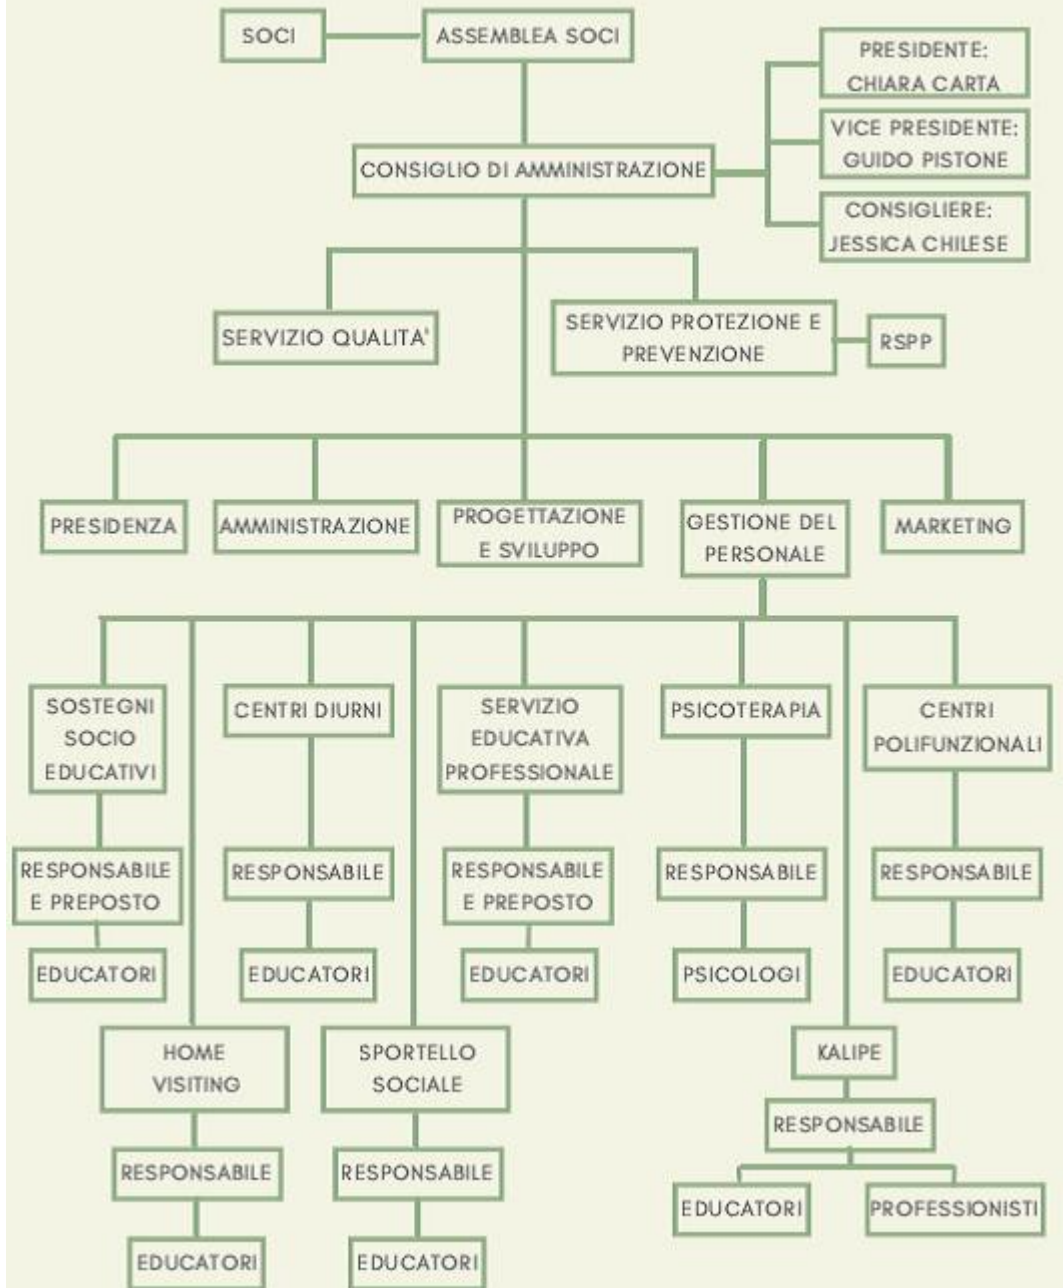 SOCI
ASSEMBLEA SOCI
PRESIDENTE:
CHIARA CARTA
VICE PRESIDENTE:
GUIDO PISTONE
CONSIGLIERE:
JESSICA CHILESE
CONSIGLIO DI AMMINISTRAZIONE
SERVIZIO QUALITA'
SERVIZIO PROTEZIONE E
PREVENZIONE
RSPP
PRESIDENZA
AMMINISTRAZIONE
PROGETTAZIONE
E SVILUPPO
GESTIONE DEL
PERSONALE
MARKETING
SOSTEGNI
SOCIO
EDUCATIVI
CENTRI DIURNI
SERVIZIO
EDUCATIVA
PROFESSIONALE
PSICOTERAPIA
CENTRI
POLIFUNZIONALI
RESPONSABILE
E PREPOSTO
RESPONSABILE
RESPONSABILE
E PREPOSTO
RESPONSABILE
RESPONSABILE
EDUCATORI
EDUCATORI
EDUCATORI
PSICOLOGI
EDUCATORI
HOME
VISITING
SPORTELLO
SOCIALE
KALIPE
RESPONSABILE
RESPONSABILE
RESPONSABILE
EDUCATORI
EDUCATORI
EDUCATORI
PROFESSIONISTI